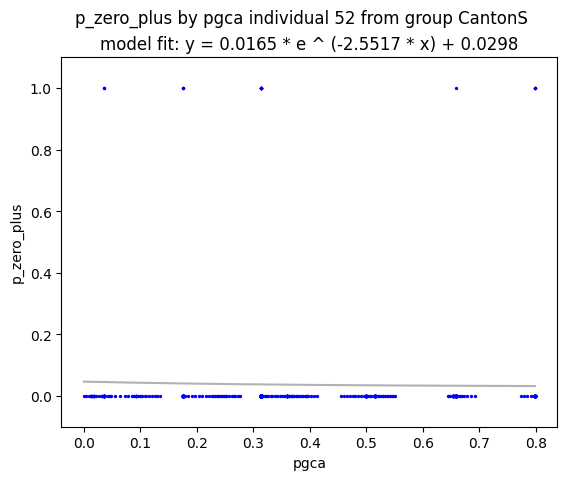 p_zero_plus by pgca individual 52 from group CantonS
model fit: y = 0.0165 * e ^ (-2.5517 * x) + 0.0298
1.0
0.8
0.6
0.4
0.2
0.0
p_zero_plus
0.0 0.1 0.2 0.3 0.4 0.5 0.6 0.7 0.8
pgca